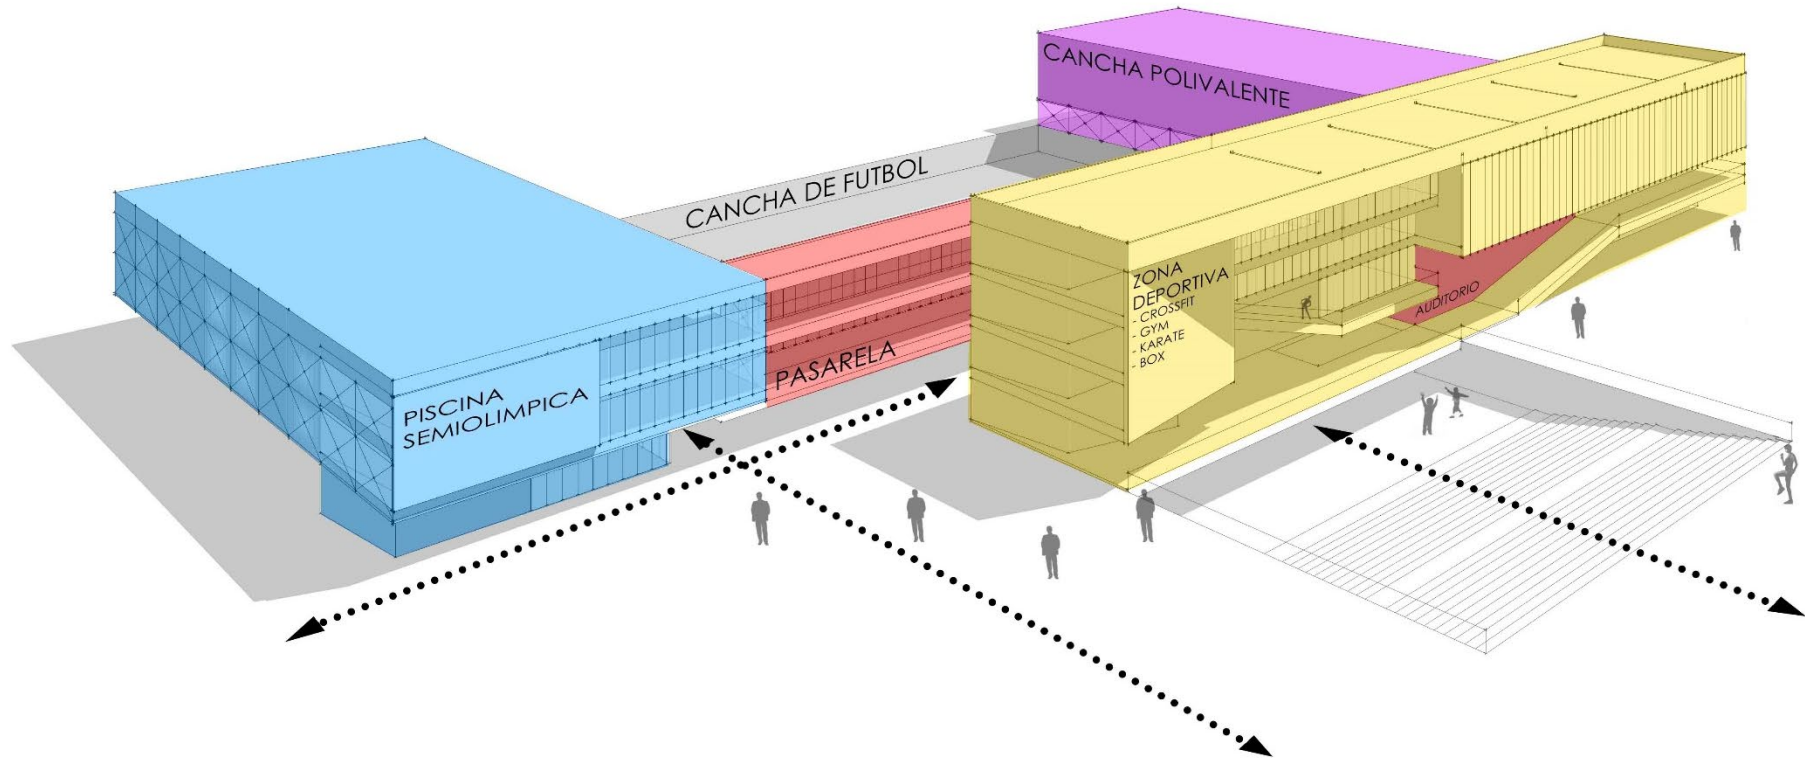 CANCHA POLIVALENTE
CANCHA DE FUTBOL
ZONA
DEPORTIVA
- CROSSFIT
- GYM
- KARATE
- BOX
AUDITORIO
PASARELA
PISCINA
SEMIOLIMPICA